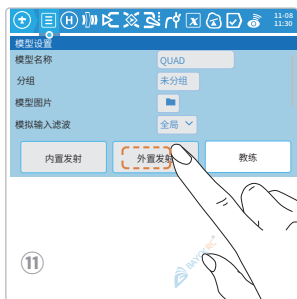 11-08
11:30
模型设置
模型名称 QUAD
分组 未分组
模型图片
模拟输入滤波 全局
内置发射 外置发射 教练
⑪
BAYCKRC